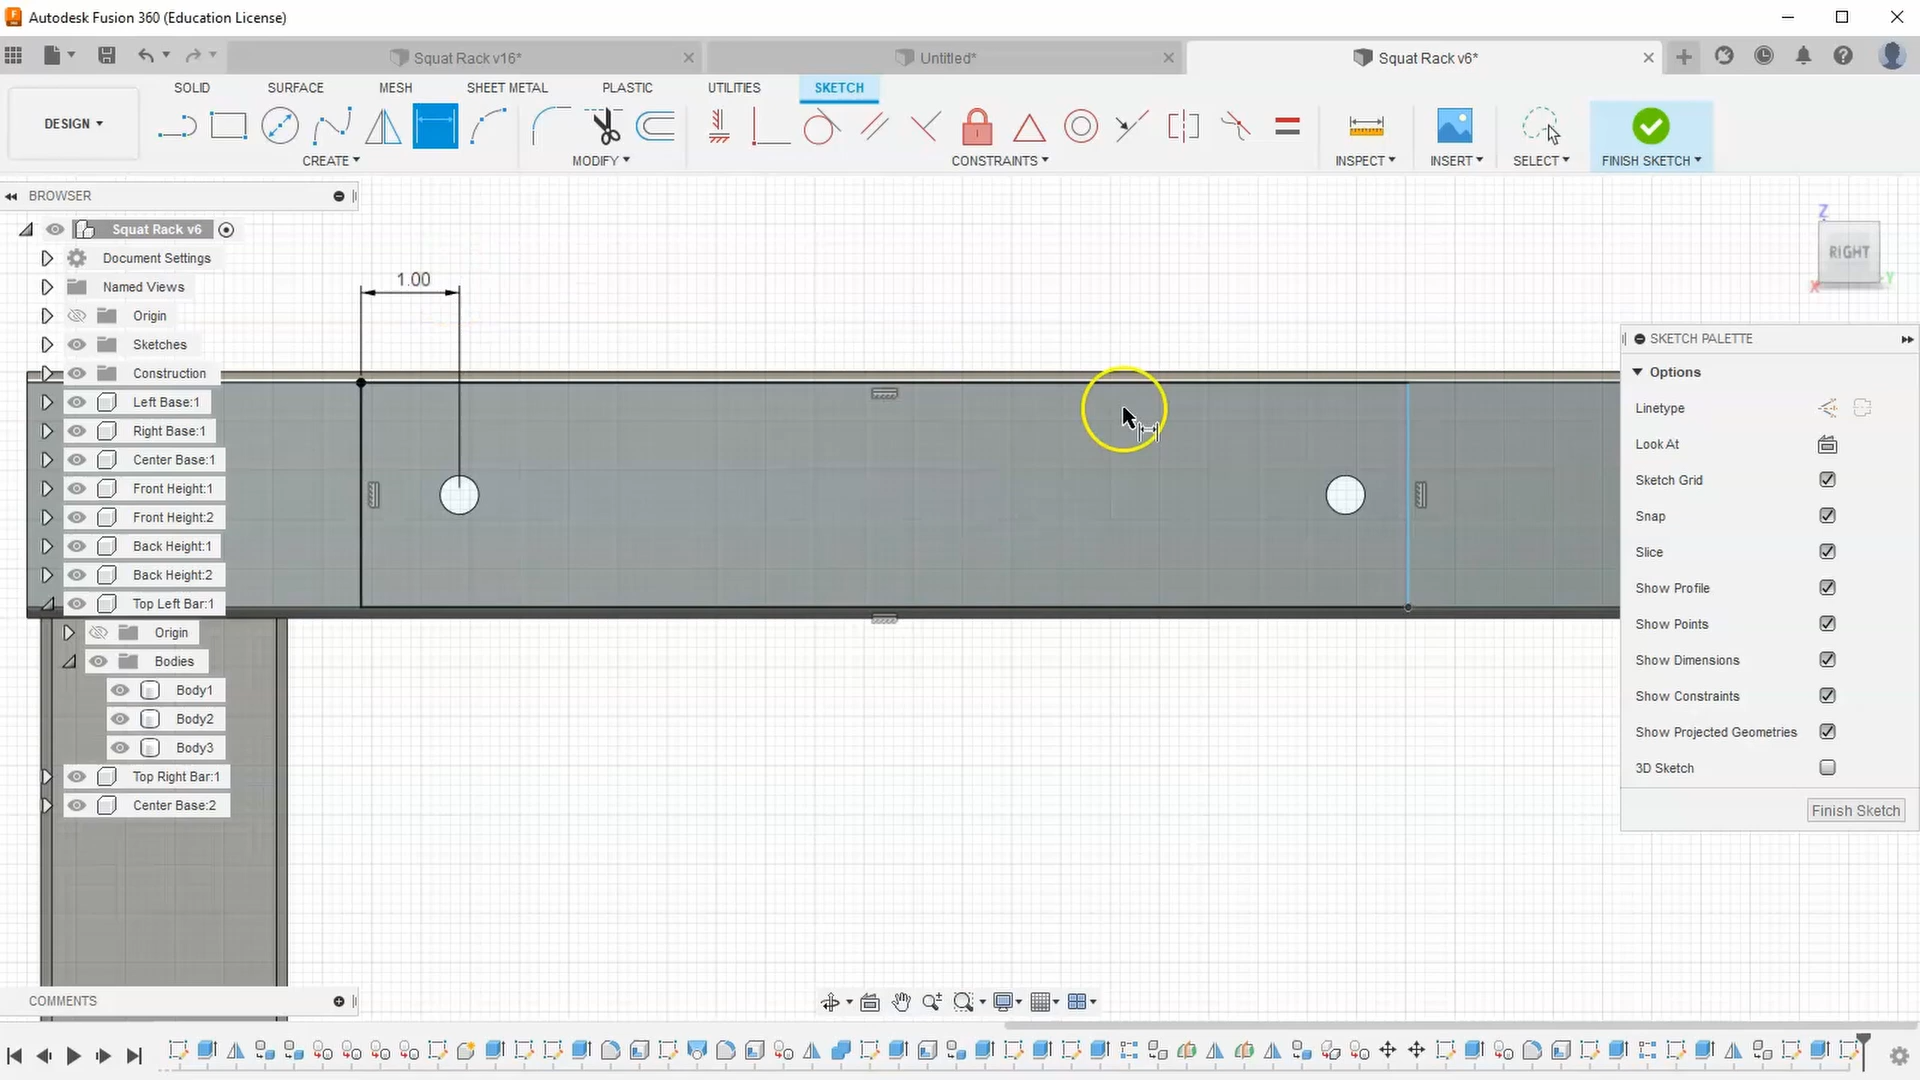 Autodesk Fusion 360 (Education License)
Squat Rack v16*
Untitled*
Squat Rack v6*
SOLID
SURFACE
MESH
SHEET METAL
PLASTIC
UTILITIES
SKETCH
DESIGN
CREATE
MODIFY
CONSTRAINTS
INSPECT
INSERT
SELECT
FINISH SKETCH
BROWSER
Squat Rack v6
Document Settings
Named Views
Origin
Sketches
Construction
Left Base:1
Right Base:1
Center Base:1
Front Height:1
Front Height:2
Back Height:1
Back Height:2
Top Left Bar:1
Origin
Bodies
Body1
Body2
Body3
Top Right Bar:1
Center Base:2
1.00
Z
RIGHT
X
Y
SKETCH PALETTE
Options
Linetype
Look At
Sketch Grid
Snap
Slice
Show Profile
Show Points
Show Dimensions
Show Constraints
Show Projected Geometries
3D Sketch
Finish Sketch
COMMENTS